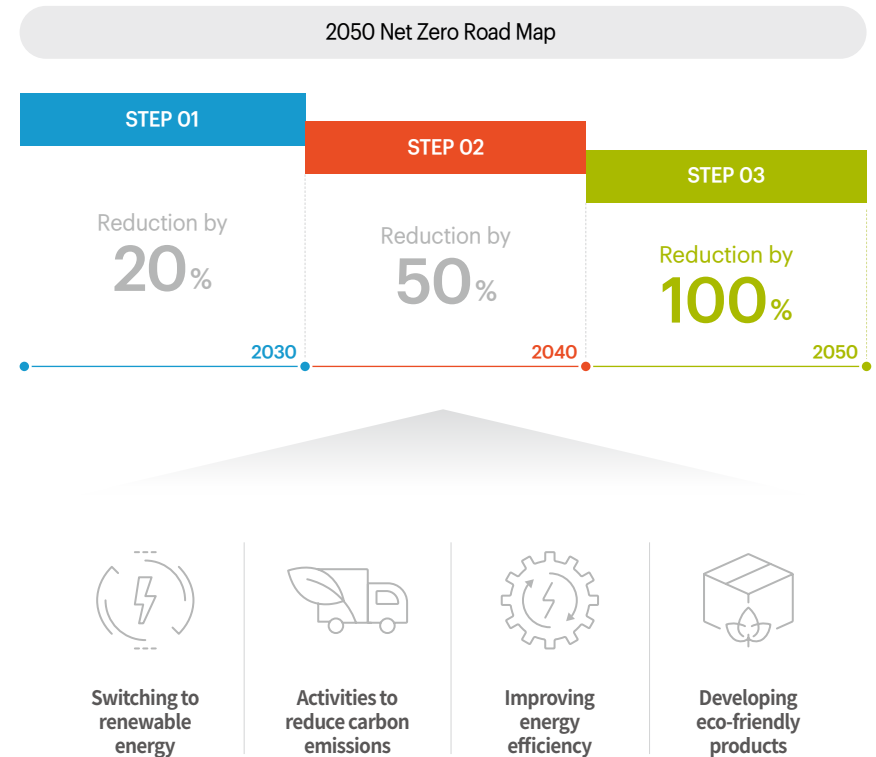 2050 Net Zero Road Map
STEP 01
STEP 02
STEP 03
Reduction by
20%
Reduction by
50%
Reduction by
100%
2030
2040
2050
Switching to
renewable
energy
Activities to
reduce carbon
emissions
Improving
energy
efficiency
Developing
eco-friendly
products